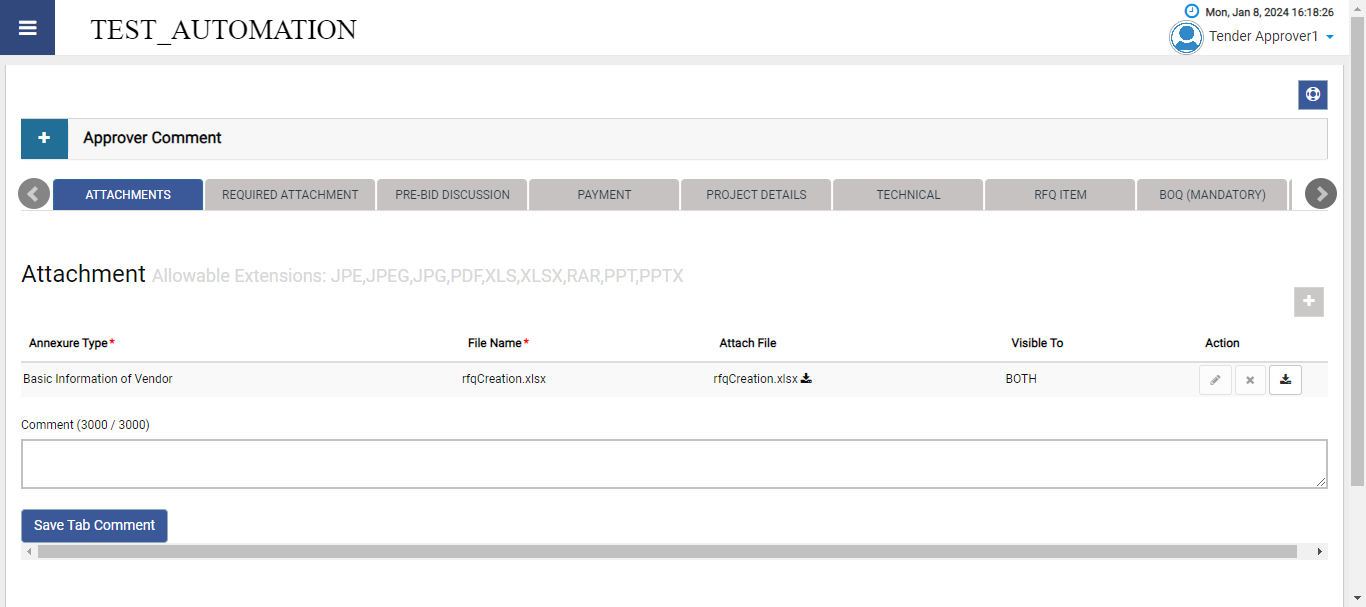 TEST_AUTOMATION
Mon, Jan 8, 2024 16:18:26
Tender Approver1
Approver Comment
ATTACHMENTS REQUIRED ATTACHMENT PRE-BID DISCUSSION PAYMENT PROJECT DETAILS TECHNICAL RFQ ITEM BOQ (MANDATORY)
Attachment Allowable Extensions: JPE,JPEG,JPG,PDF,XLS,XLSX,RAR,PPT,PPTX
Annexure Type* File Name* Attach File Visible To Action
Basic Information of Vendor rfqCreation.xlsx rfqCreation.xlsx BOTH
Comment (3000 / 3000)
Save Tab Comment